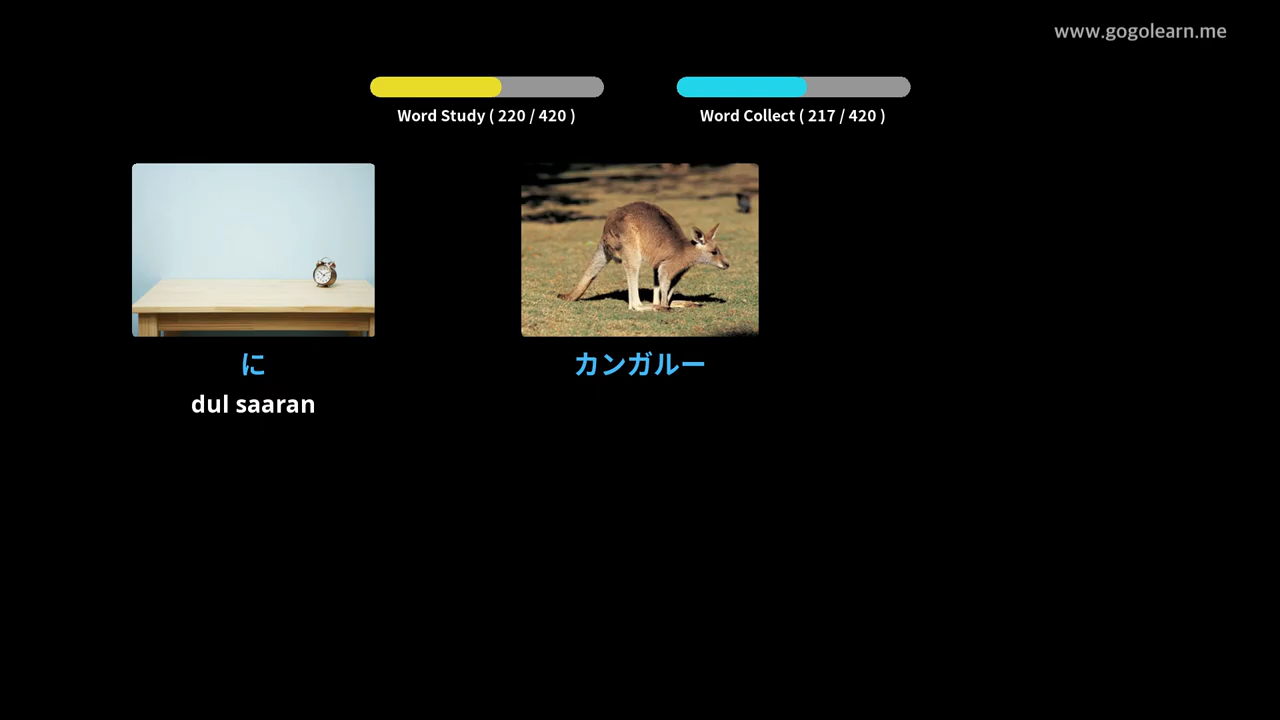 www.gogolearn.me
Word Study ( 220 / 420 )
Word Collect ( 217 / 420 )
に
カンガルー
dul saaran